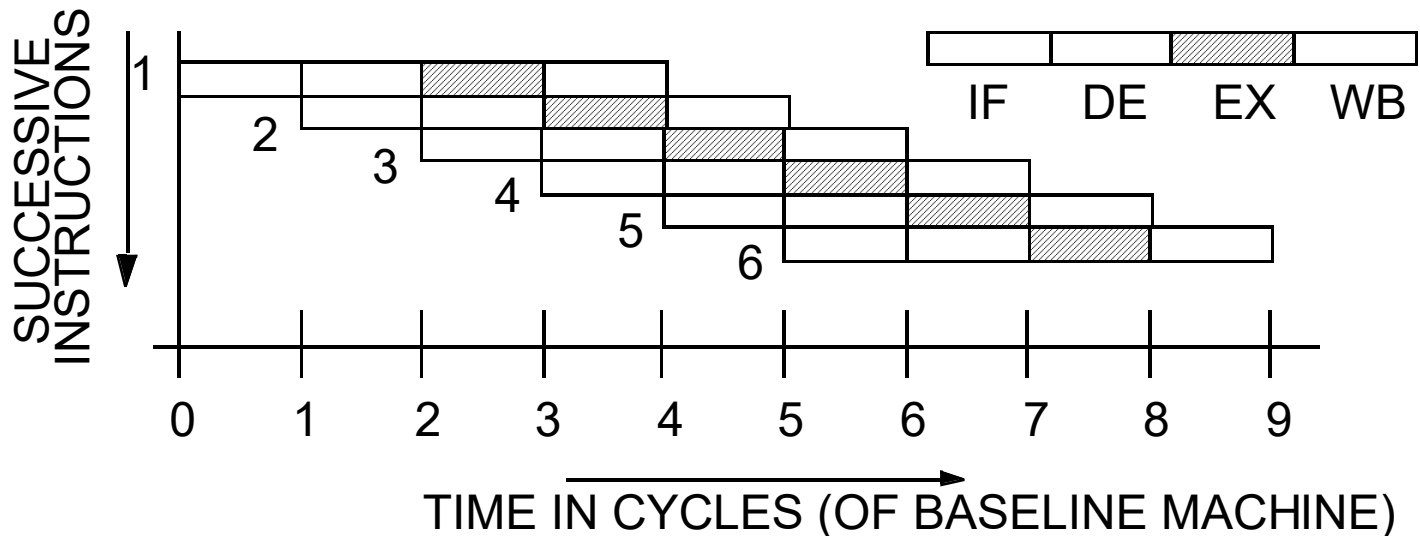 SUCCESSIVE
INSTRUCTIONS
1
2
3
4
5
6
IF DE EX WB
0 1 2 3 4 5 6 7 8 9
TIME IN CYCLES (OF BASELINE MACHINE)